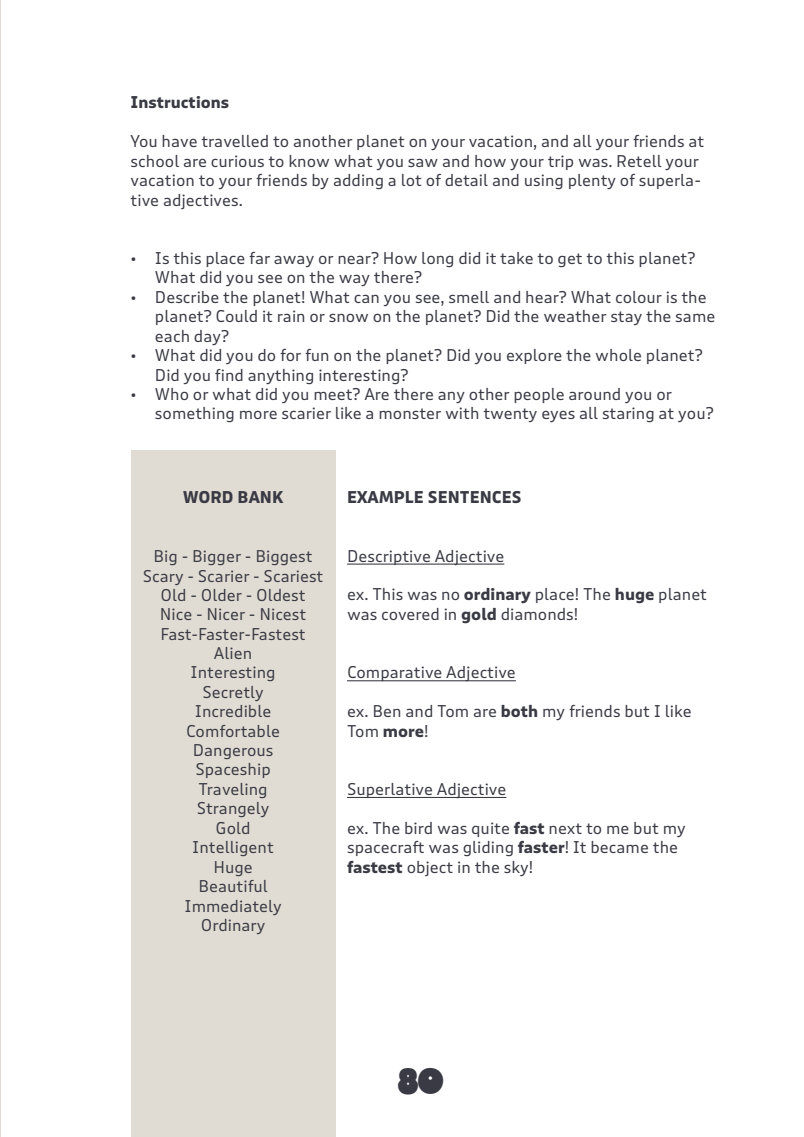 Instructions
You have travelled to another planet on your vacation, and all your friends at
school are curious to know what you saw and how your trip was. Retell your
vacation to your friends by adding a lot of detail and using plenty of superla-
tive adjectives.
• Is this place far away or near? How long did it take to get to this planet?
What did you see on the way there?
• Describe the planet! What can you see, smell and hear? What colour is the
planet? Could it rain or snow on the planet? Did the weather stay the same
each day?
• What did you do for fun on the planet? Did you explore the whole planet?
Did you find anything interesting?
• Who or what did you meet? Are there any other people around you or
something more scarier like a monster with twenty eyes all staring at you?
WORD BANK
Big - Bigger - Biggest
Scary - Scarier - Scariest
Old - Older - Oldest
Nice - Nicer - Nicest
Fast-Faster-Fastest
Alien
Interesting
Secretly
Incredible
Comfortable
Dangerous
Spaceship
Traveling
Strangely
Gold
Intelligent
Huge
Beautiful
Immediately
Ordinary
EXAMPLE SENTENCES
Descriptive Adjective
ex. This was no ordinary place! The huge planet
was covered in gold diamonds!
Comparative Adjective
ex. Ben and Tom are both my friends but I like
Tom more!
Superlative Adjective
ex. The bird was quite fast next to me but my
spacecraft was gliding faster! It became the
fastest object in the sky!
80